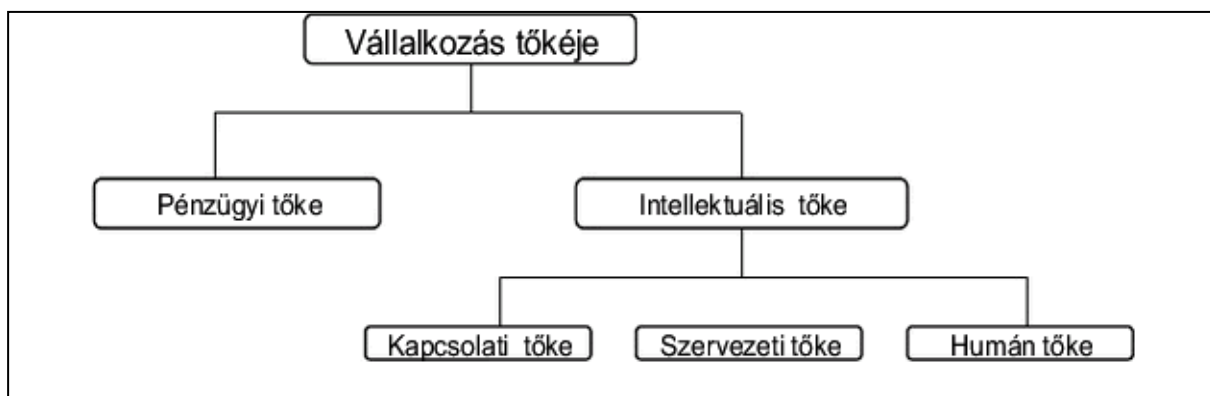 Vállalkozás tőkéje
Pénzügyi tőke
Intellektuális tőke
Kapcsolati tőke
Szervezeti tőke
Humán tőke